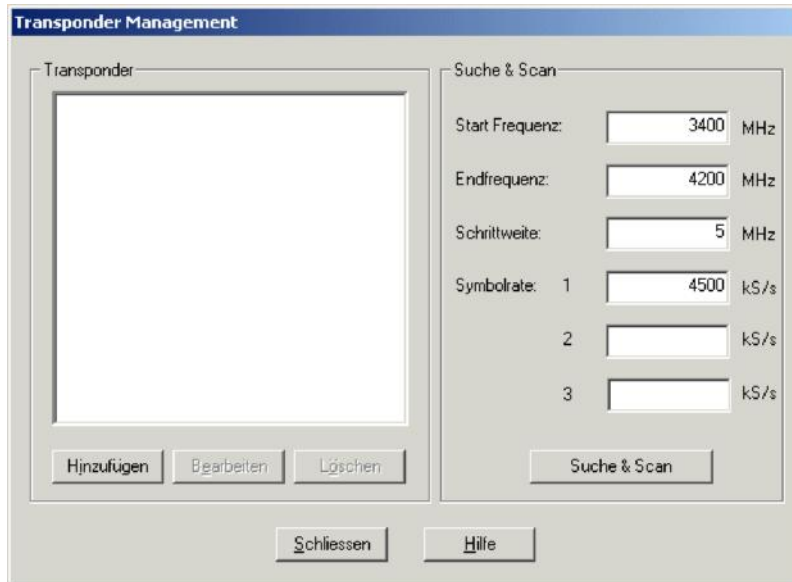 Transponder Management
Transponder
Hinzufügen
Bearbeiten
Löschen
Suche & Scan
Start Frequenz: 3400 MHz
Endfrequenz: 4200 MHz
Schrittweite: 5 MHz
Symbolrate: 1 4500 kS/s
2 kS/s
3 kS/s
Suche & Scan
Schliessen
Hilfe